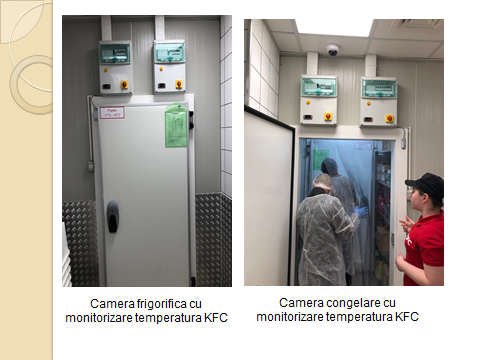 Camera frigorifica cu
monitorizare temperatura KFC
Camera congelare cu
monitorizare temperatura KFC